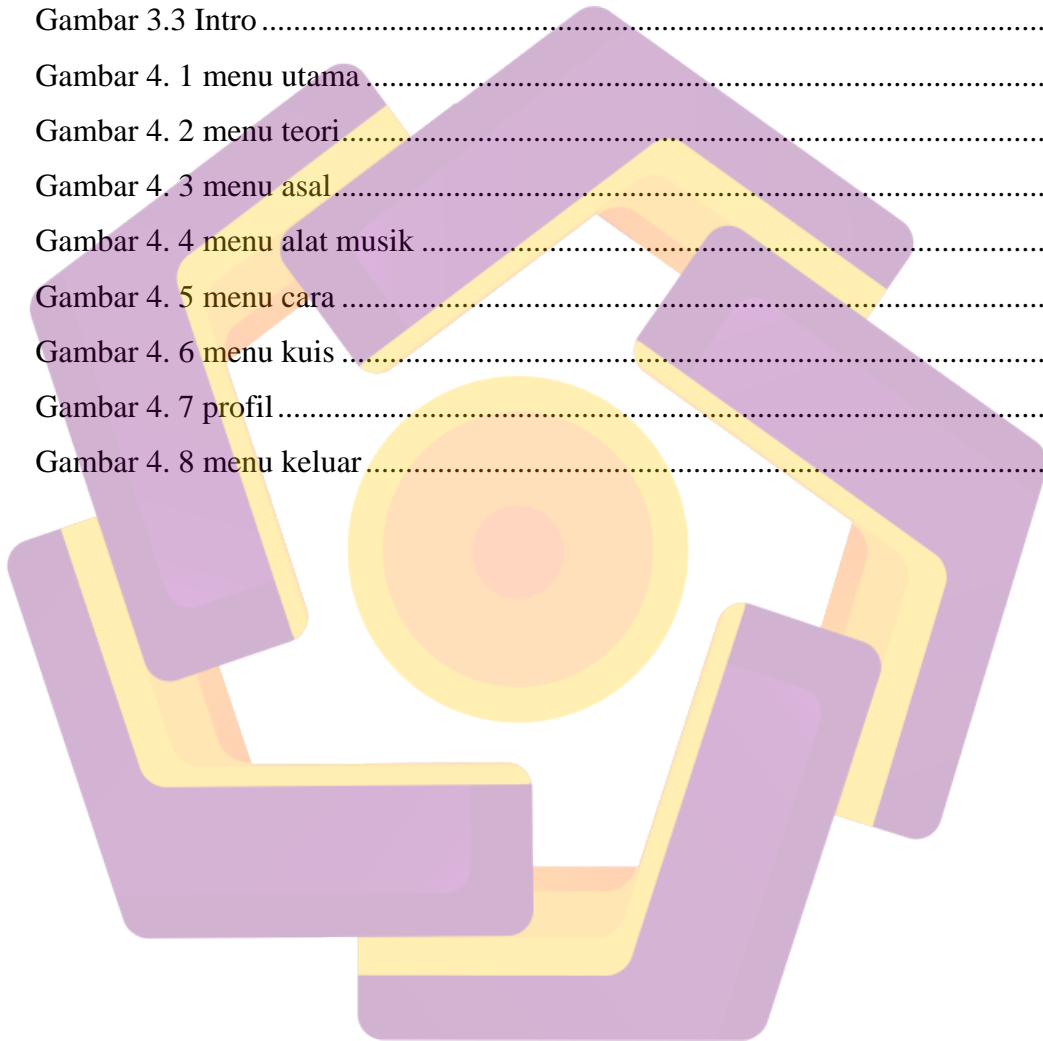 Gambar 3.3 Intro ........................................................................................................
Gambar 4. 1 menu utama ...........................................................................................
Gambar 4. 2 menu teori..............................................................................................
Gambar 4. 3 menu asal...............................................................................................
Gambar 4. 4 menu alat musik ....................................................................................
Gambar 4. 5 menu cara ..............................................................................................
Gambar 4. 6 menu kuis ..............................................................................................
Gambar 4. 7 profil......................................................................................................
Gambar 4. 8 menu keluar ...........................................................................................